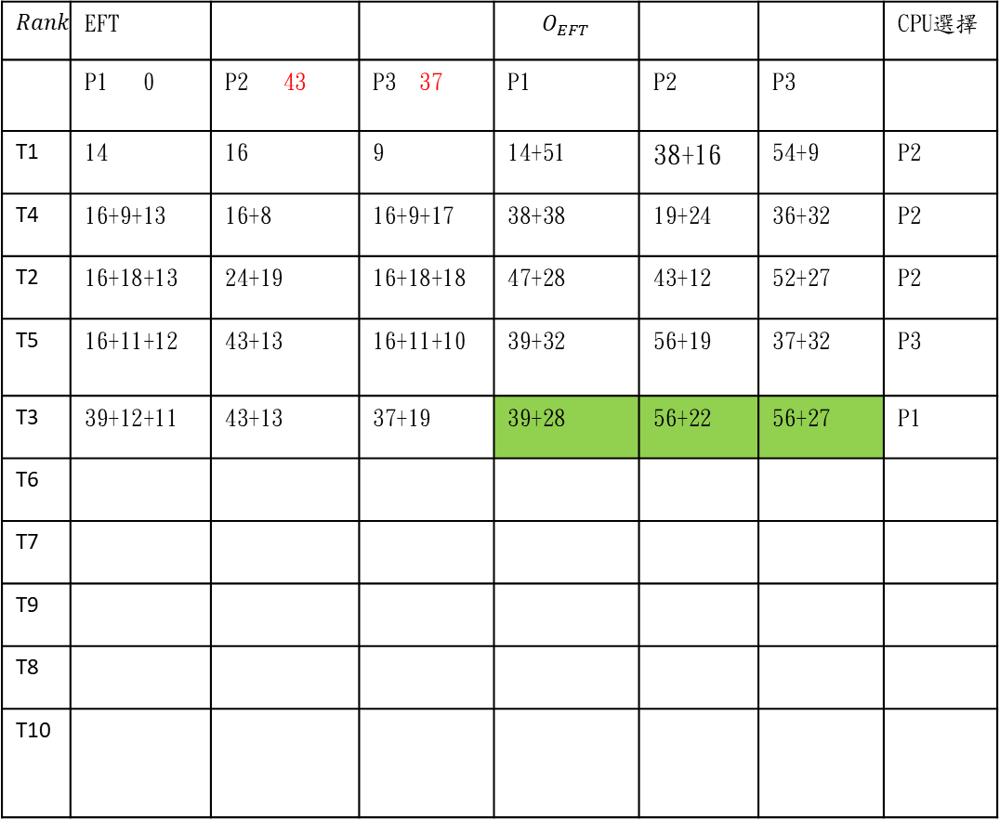 Rank EFT O_EFT CPU選擇
P1 0 P2 43 P3 37 P1 P2 P3
T1 14 16 9 14+51 38+16 54+9 P2
T4 16+9+13 16+8 16+9+17 38+38 19+24 36+32 P2
T2 16+18+13 24+19 16+18+18 47+28 43+12 52+27 P2
T5 16+11+12 43+13 16+11+10 39+32 56+19 37+32 P3
T3 39+12+11 43+13 37+19 39+28 56+22 56+27 P1
T6
T7
T9
T8
T10